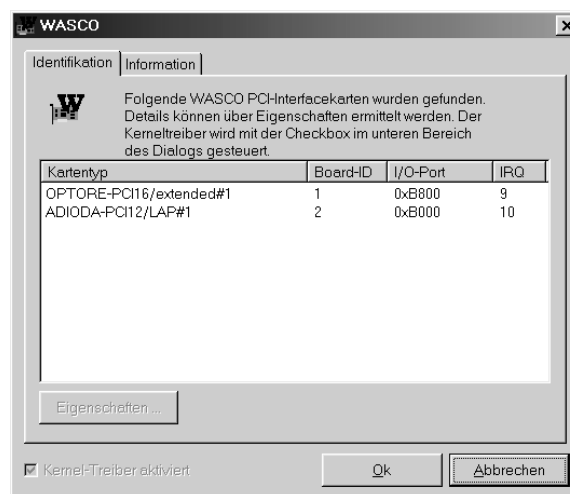 WASCO
Identifikation Information
W
Folgende WASCO PCI-Interfacekarten wurden gefunden.
Details können über Eigenschaften ermittelt werden. Der
Kerneltreiber wird mit der Checkbox im unteren Bereich
des Dialogs gesteuert.
Kartentyp Board-ID I/O-Port IRQ
OPTORE-PCI16/extended#1 1 0xB800 9
ADIODA-PCI12/LAP#1 2 0xB000 10
Eigenschaften ...
Kernel-Treiber aktiviert Ok Abbrechen